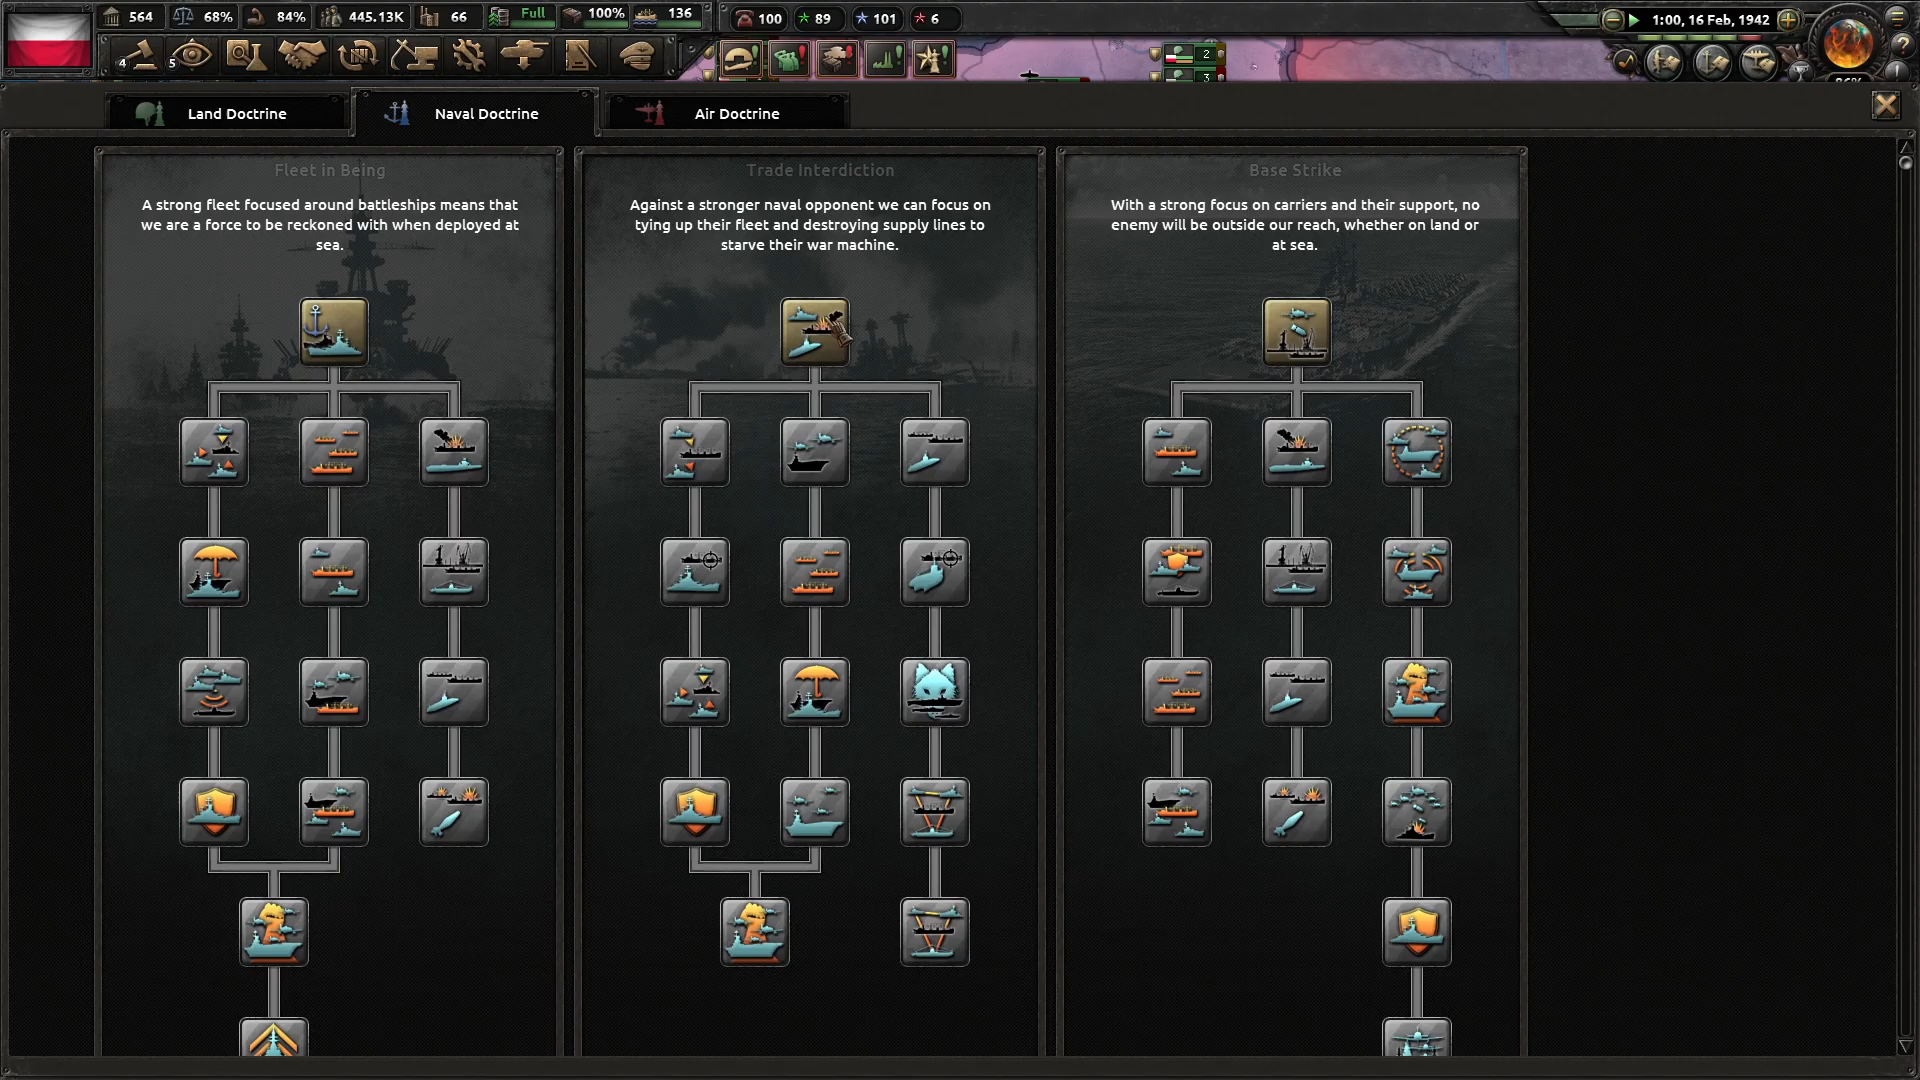 564 68% 84% 445.13K 66 Full 100% 136 100 89 101 6 1:00, 16 Feb, 1942
4 5 2
3 86%
Land Doctrine Naval Doctrine Air Doctrine
Fleet in Being
A strong fleet focused around battleships means that
we are a force to be reckoned with when deployed at
sea.
Trade Interdiction
Against a stronger naval opponent we can focus on
tying up their fleet and destroying supply lines to
starve their war machine.
Base Strike
With a strong focus on carriers and their support, no
enemy will be outside our reach, whether on land or
at sea.